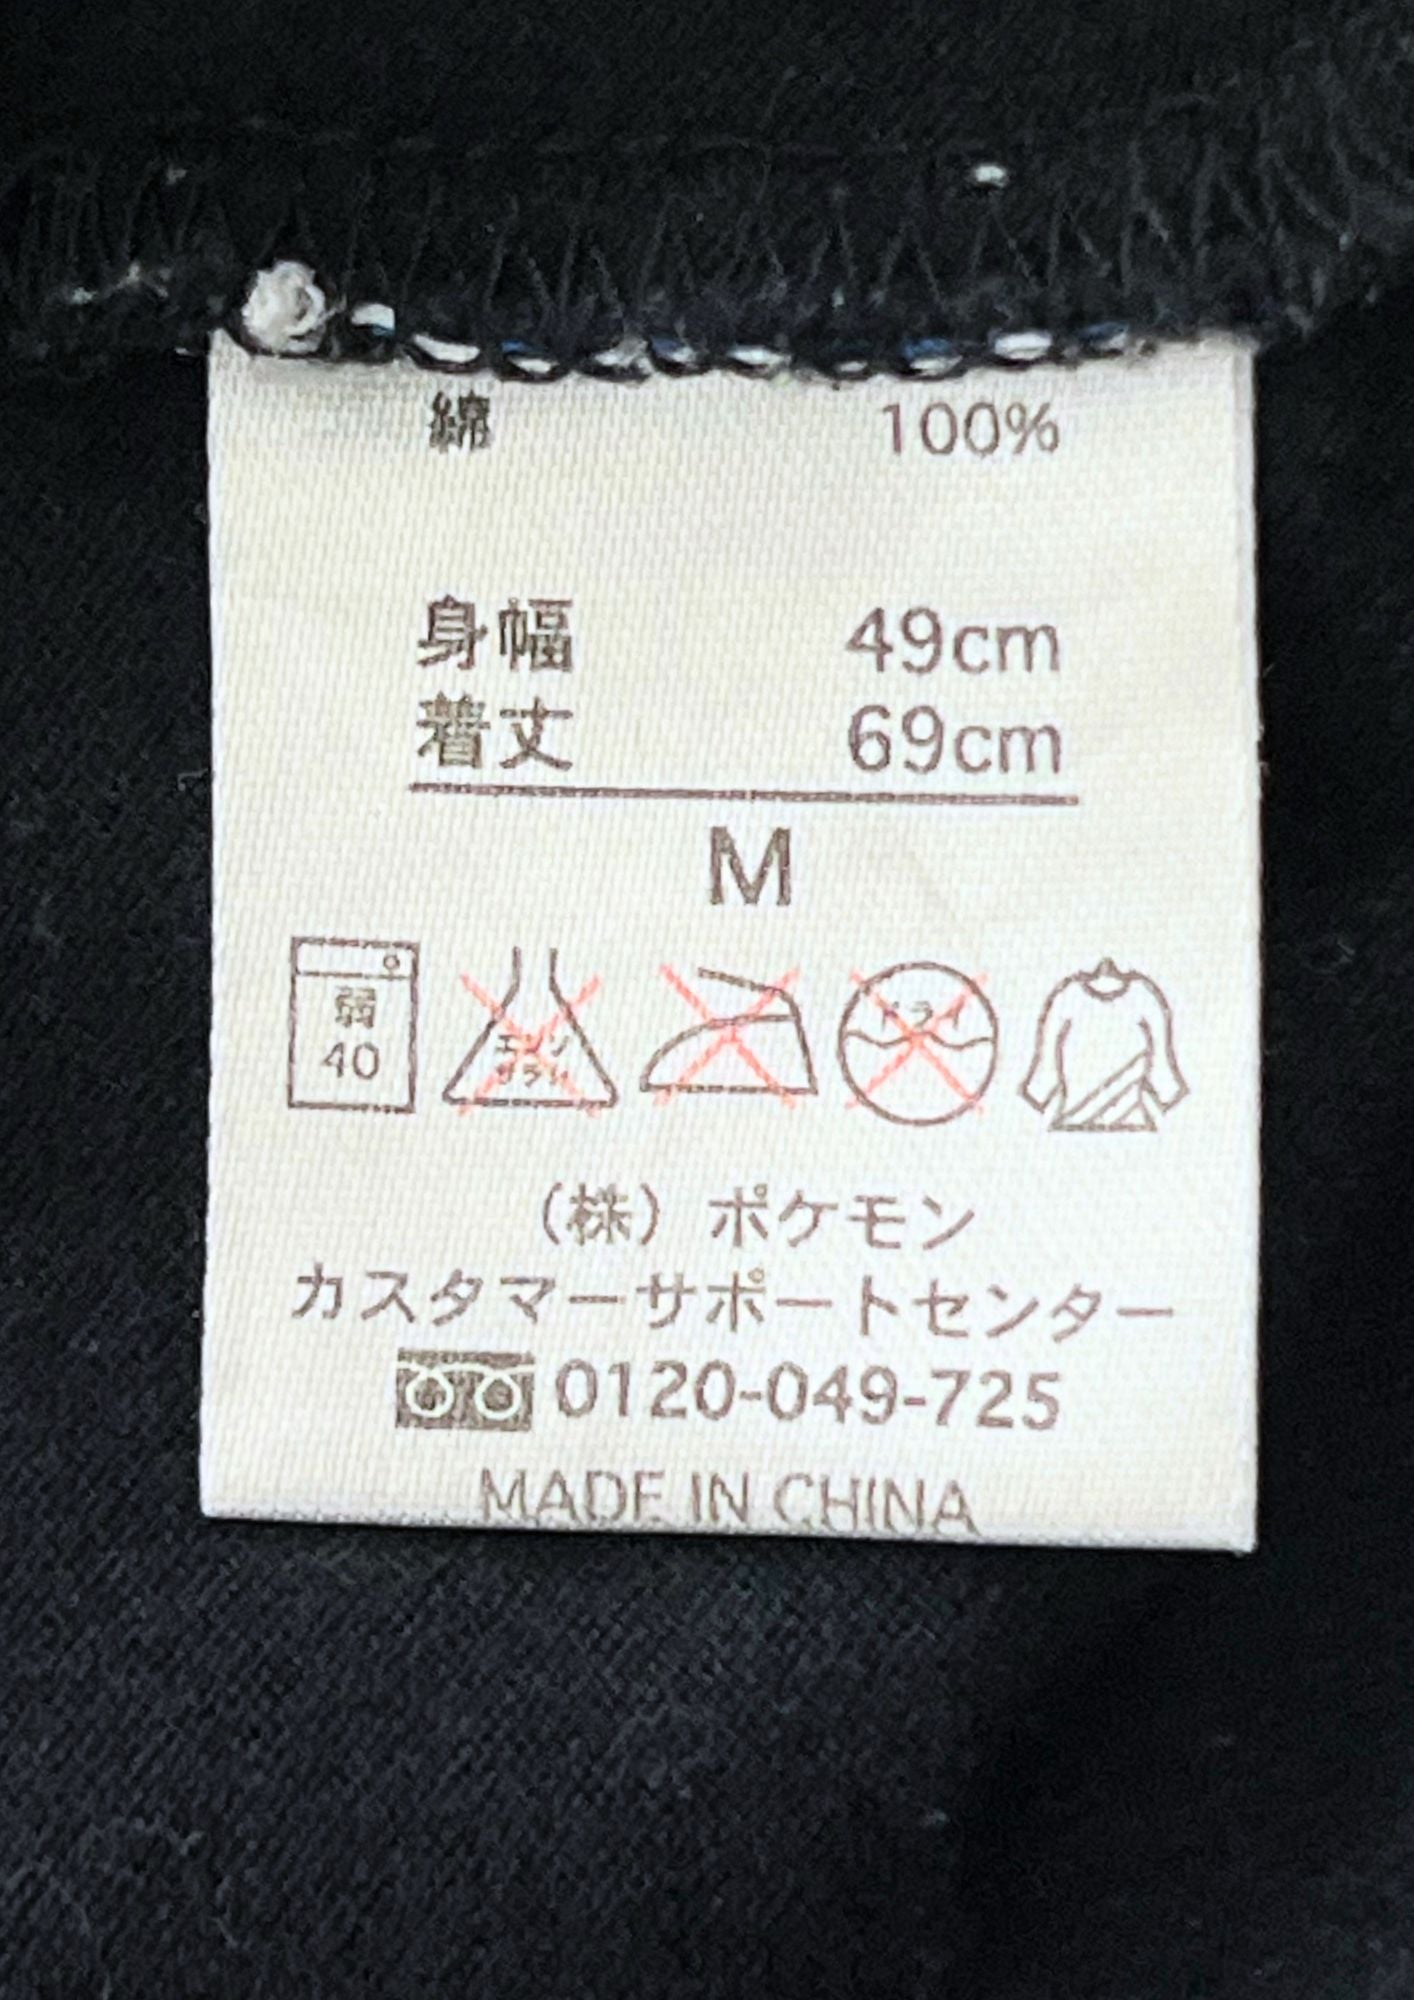 綿 100%
身幅 49cm
着丈 69cm
M
弱
40
エンソ
サラシ
ドライ
(株) ポケモン
カスタマーサポートセンター
0120-049-725
MADE IN CHINA